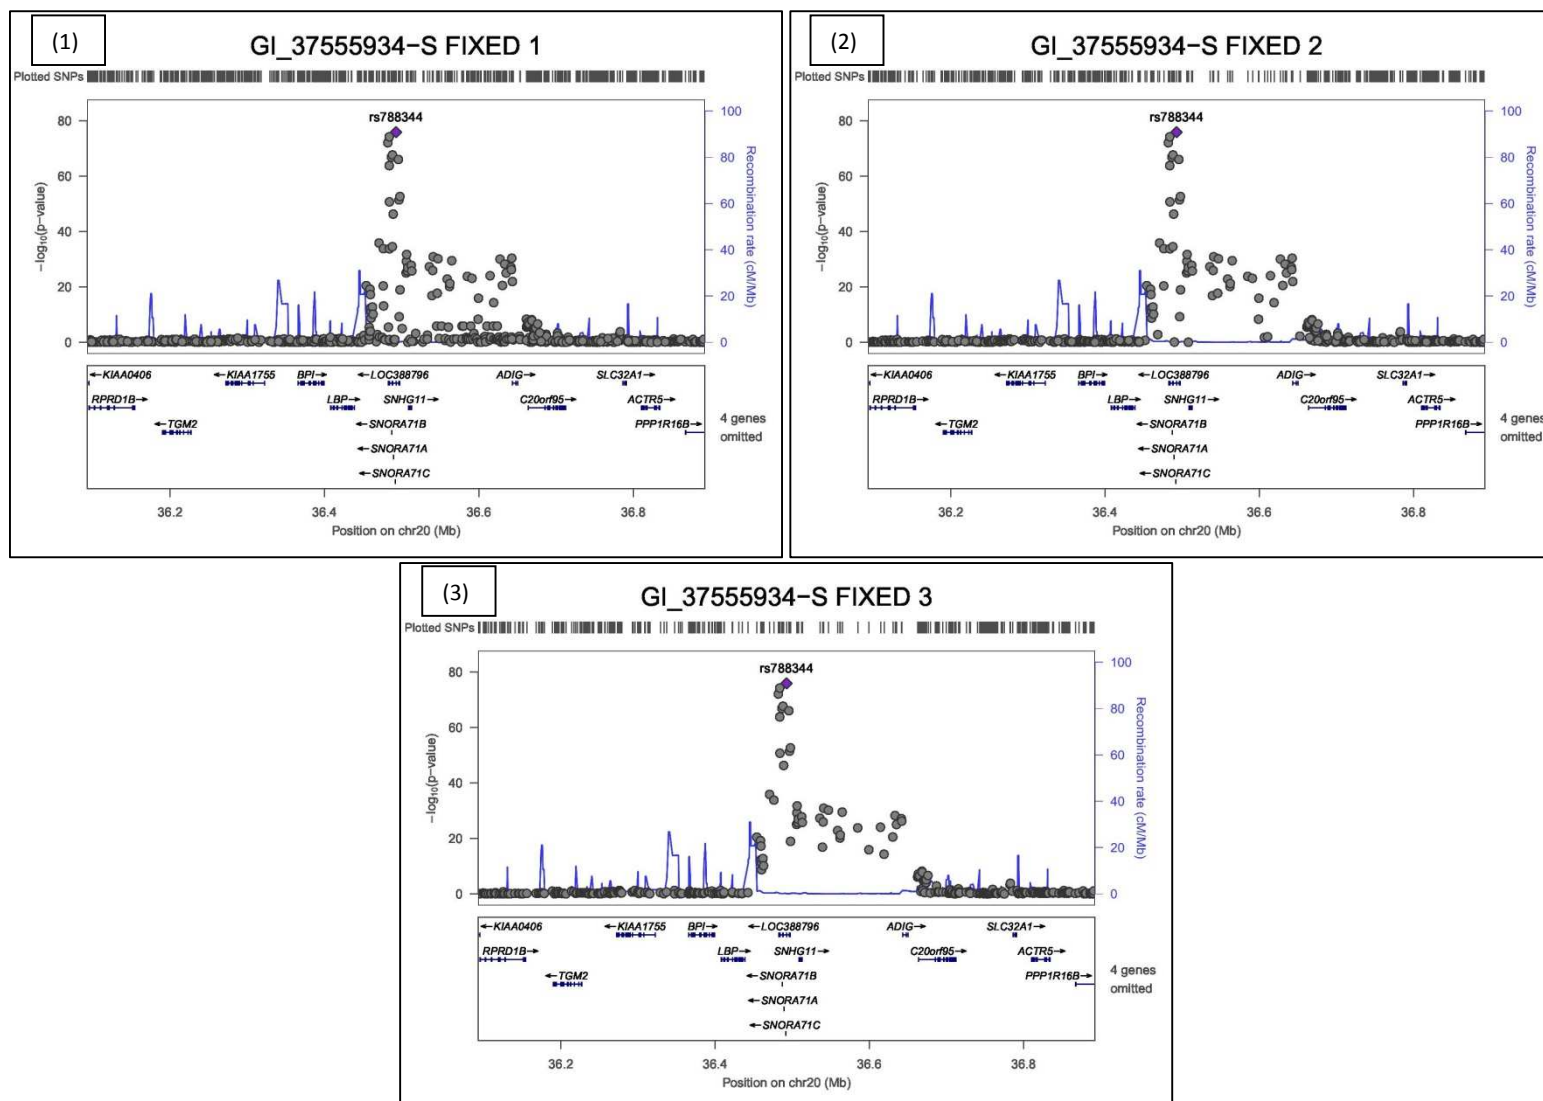 (1)
GI_37555934−S FIXED 1
Plotted SNPs
rs788344
80
60
40
20
0
−log10(p−value)
100
80
60
40
20
0
Recombination rate (cM/Mb)
←KIAA0406 ←KIAA1755 BPI→ ←LOC388796 ADIG→ SLC32A1→
RPRD1B→ LBP→ SNHG11→ C20orf95→ ACTR5→
←TGM2 ←SNORA71B PPP1R16B→
←SNORA71A
←SNORA71C
4 genes
omitted
36.2 36.4 36.6 36.8
Position on chr20 (Mb)
(2)
GI_37555934−S FIXED 2
Plotted SNPs
rs788344
80
60
40
20
0
−log10(p−value)
100
80
60
40
20
0
Recombination rate (cM/Mb)
←KIAA0406 ←KIAA1755 BPI→ ←LOC388796 ADIG→ SLC32A1→
RPRD1B→ LBP→ SNHG11→ C20orf95→ ACTR5→
←TGM2 ←SNORA71B PPP1R16B→
←SNORA71A
←SNORA71C
4 genes
omitted
36.2 36.4 36.6 36.8
Position on chr20 (Mb)
(3)
GI_37555934−S FIXED 3
Plotted SNPs
rs788344
80
60
40
20
0
−log10(p−value)
100
80
60
40
20
0
Recombination rate (cM/Mb)
←KIAA0406 ←KIAA1755 BPI→ ←LOC388796 ADIG→ SLC32A1→
RPRD1B→ LBP→ SNHG11→ C20orf95→ ACTR5→
←TGM2 ←SNORA71B PPP1R16B→
←SNORA71A
←SNORA71C
4 genes
omitted
36.2 36.4 36.6 36.8
Position on chr20 (Mb)